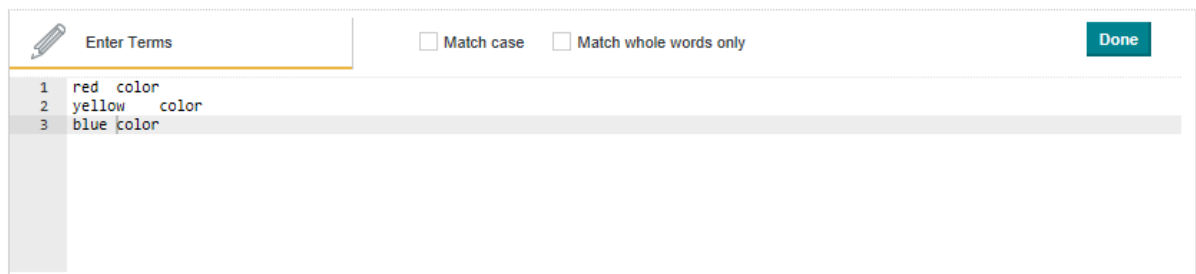 Enter Terms Match case Match whole words only Done
1 red  color
2 yellow    color
3 blue color